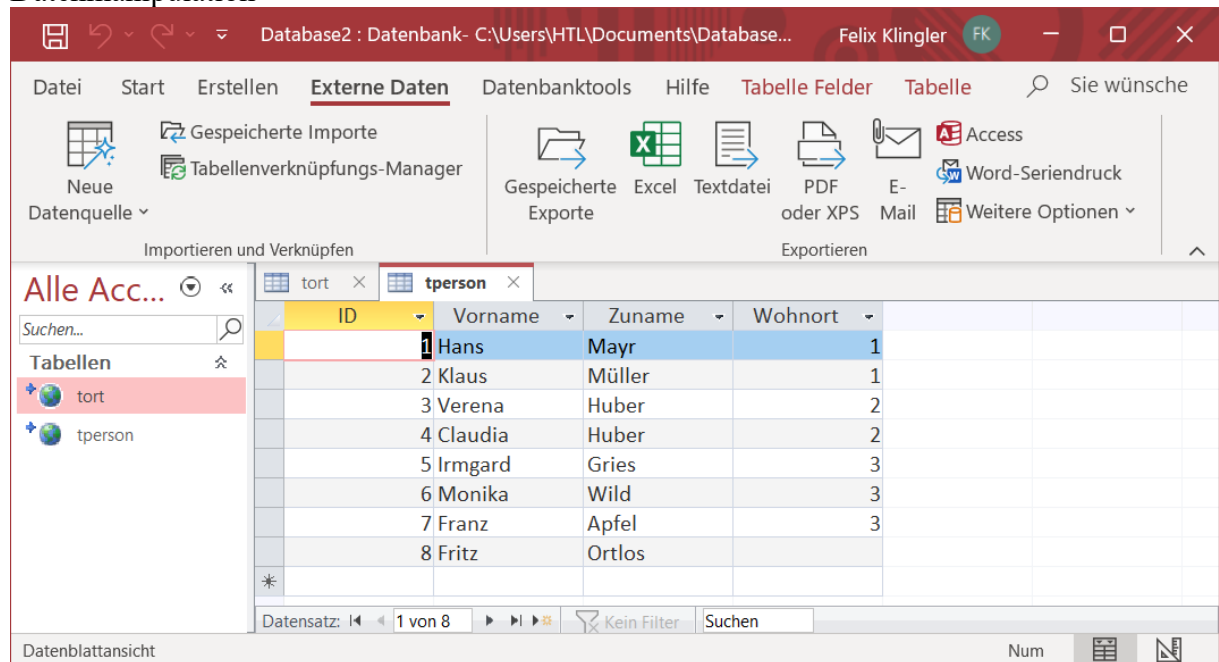 Database2 : Datenbank- C:\Users\HTL\Documents\Database... Felix Klingler FK
Datei Start Erstellen Externe Daten Datenbanktools Hilfe Tabelle Felder Tabelle Sie wünsche
Neue Datenquelle
Gespeicherte Importe
Tabellenverknüpfungs-Manager
Importieren und Verknüpfen
Gespeicherte Exporte
Excel
Textdatei
PDF oder XPS
E-Mail
Access
Word-Seriendruck
Weitere Optionen
Exportieren
Alle Acc...
Suchen...
Tabellen
tort
tperson
tort tperson
ID Vorname Zuname Wohnort
1 Hans Mayr 1
2 Klaus Müller 1
3 Verena Huber 2
4 Claudia Huber 2
5 Irmgard Gries 3
6 Monika Wild 3
7 Franz Apfel 3
8 Fritz Ortlos
Datensatz: 1 von 8 Kein Filter Suchen
Datenblattansicht Num